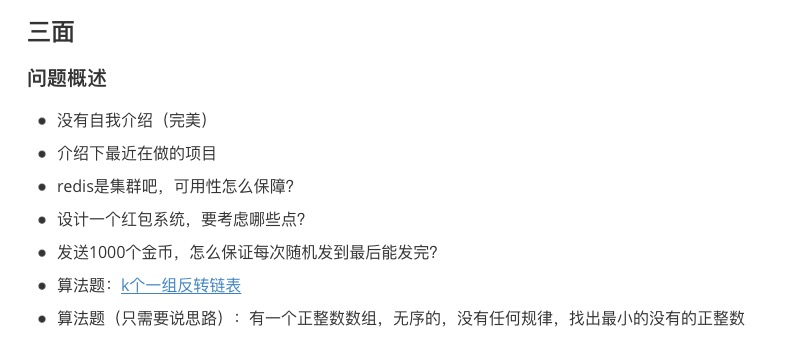 三面
问题概述
没有自我介绍（完美）
介绍下最近在做的项目
redis是集群吧，可用性怎么保障？
设计一个红包系统，要考虑哪些点？
发送1000个金币，怎么保证每次随机发到最后能发完？
算法题：k个一组反转链表
算法题（只需要说思路）：有一个正整数数组，无序的，没有任何规律，找出最小的没有的正整数